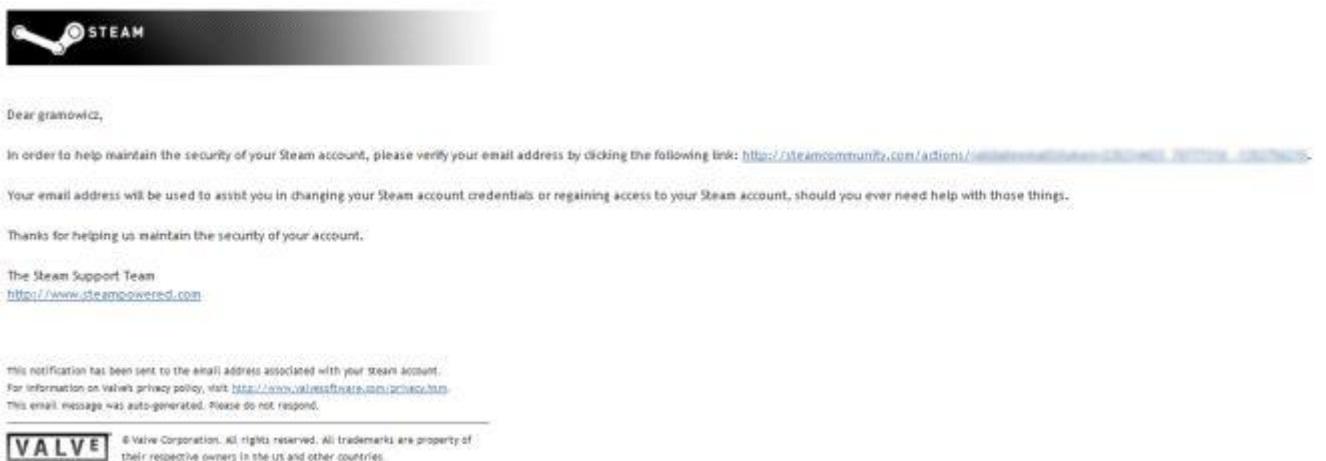 STEAM
Dear gramowicz,
In order to help maintain the security of your Steam account, please verify your email address by clicking the following link: http://steamcommunity.com/actions/
Your email address will be used to assist you in changing your Steam account credentials or regaining access to your Steam account, should you ever need help with those things.
Thanks for helping us maintain the security of your account.
The Steam Support Team
http://www.steampowered.com
This notification has been sent to the email address associated with your Steam account.
For information on Valve's privacy policy, visit http://www.valvesoftware.com/privacy.htm.
This email message was auto-generated. Please do not respond.
VALVE
© Valve Corporation. All rights reserved. All trademarks are property of
their respective owners in the US and other countries.